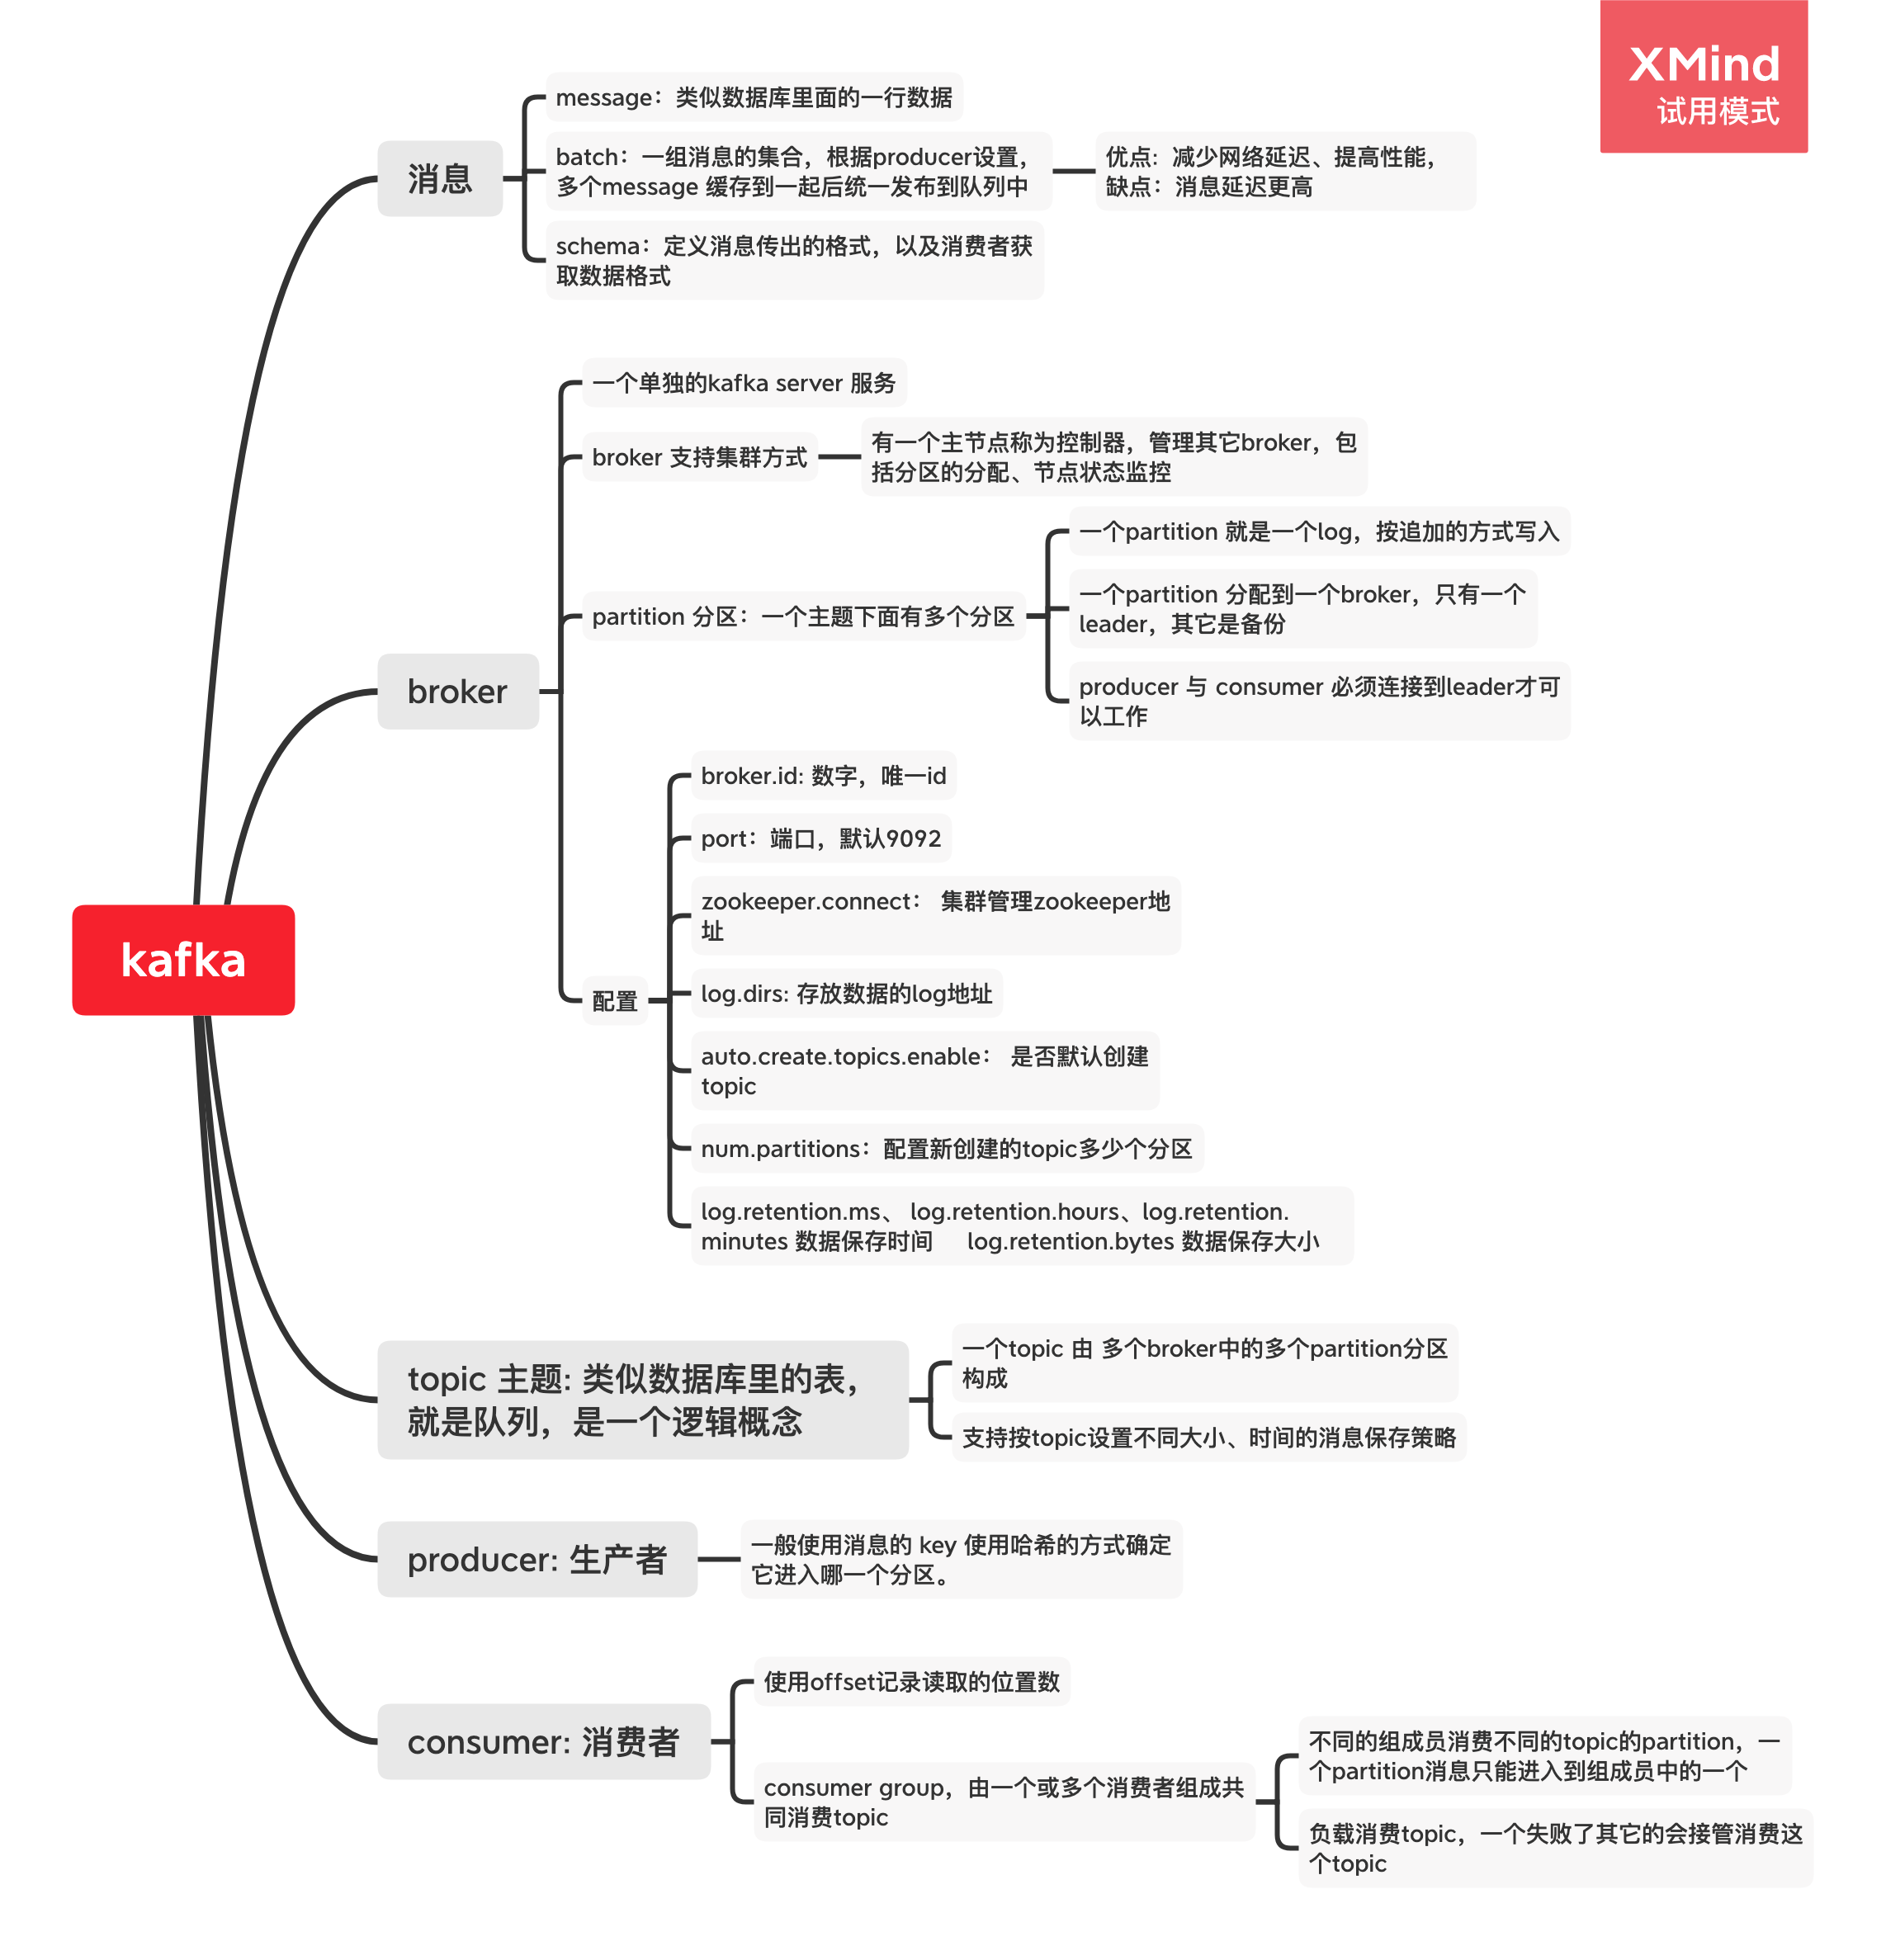 XMind
试用模式
message：类似数据库里面的一行数据
消息
batch：一组消息的集合，根据producer设置，
多个message 缓存到一起后统一发布到队列中
优点：减少网络延迟、提高性能，
缺点：消息延迟更高
schema：定义消息传出的格式，以及消费者获
取数据格式
一个单独的kafka server 服务
broker 支持集群方式
有一个主节点称为控制器，管理其它broker，包
括分区的分配、节点状态监控
partition 分区：一个主题下面有多个分区
一个partition 就是一个log，按追加的方式写入
一个partition 分配到一个broker，只有一个
leader，其它是备份
producer 与 consumer 必须连接到leader才可
以工作
broker
配置
broker.id: 数字，唯一id
port：端口，默认9092
zookeeper.connect： 集群管理zookeeper地
址
log.dirs: 存放数据的log地址
auto.create.topics.enable： 是否默认创建
topic
num.partitions：配置新创建的topic多少个分区
log.retention.ms、 log.retention.hours、log.retention.
minutes 数据保存时间 log.retention.bytes 数据保存大小
kafka
topic 主题: 类似数据库里的表，
就是队列，是一个逻辑概念
一个topic 由 多个broker中的多个partition分区
构成
支持按topic设置不同大小、时间的消息保存策略
producer: 生产者
一般使用消息的 key 使用哈希的方式确定
它进入哪一个分区。
consumer: 消费者
使用offset记录读取的位置数
consumer group，由一个或多个消费者组成共
同消费topic
不同的组成员消费不同的topic的partition，一
个partition消息只能进入到组成员中的一个
负载消费topic，一个失败了其它的会接管消费这
个topic